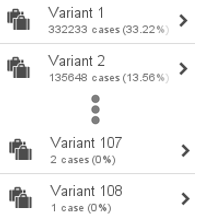 Variant 1
332233 cases (33.22%)
Variant 2
135648 cases (13.56%)
Variant 107
2 cases (0%)
Variant 108
1 case (0%)